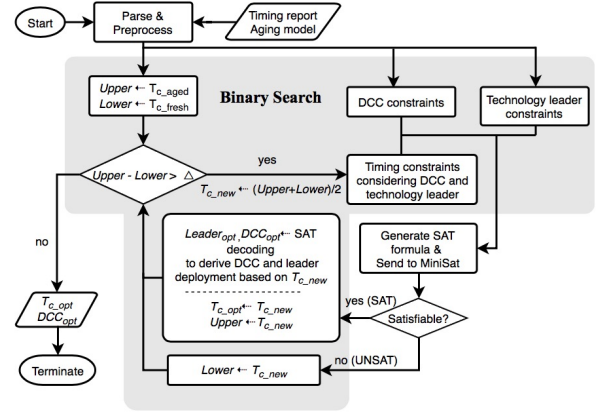 Start
Parse &
Preprocess
Timing report
Aging model
Upper ← T_c_aged
Lower ← T_c_fresh
Binary Search
DCC constraints
Technology leader
constraints
Upper - Lower > △
yes
T_c_new ← (Upper+Lower)/2
Timing constraints
considering DCC and
technology leader
no
Leader_opt, DCC_opt ← SAT
decoding
to derive DCC and leader
deployment based on T_c_new
T_c_opt ← T_c_new
Upper ← T_c_new
Generate SAT
formula &
Send to MiniSat
yes (SAT)
Satisfiable?
no (UNSAT)
Lower ← T_c_new
T_c_opt
DCC_opt
Terminate